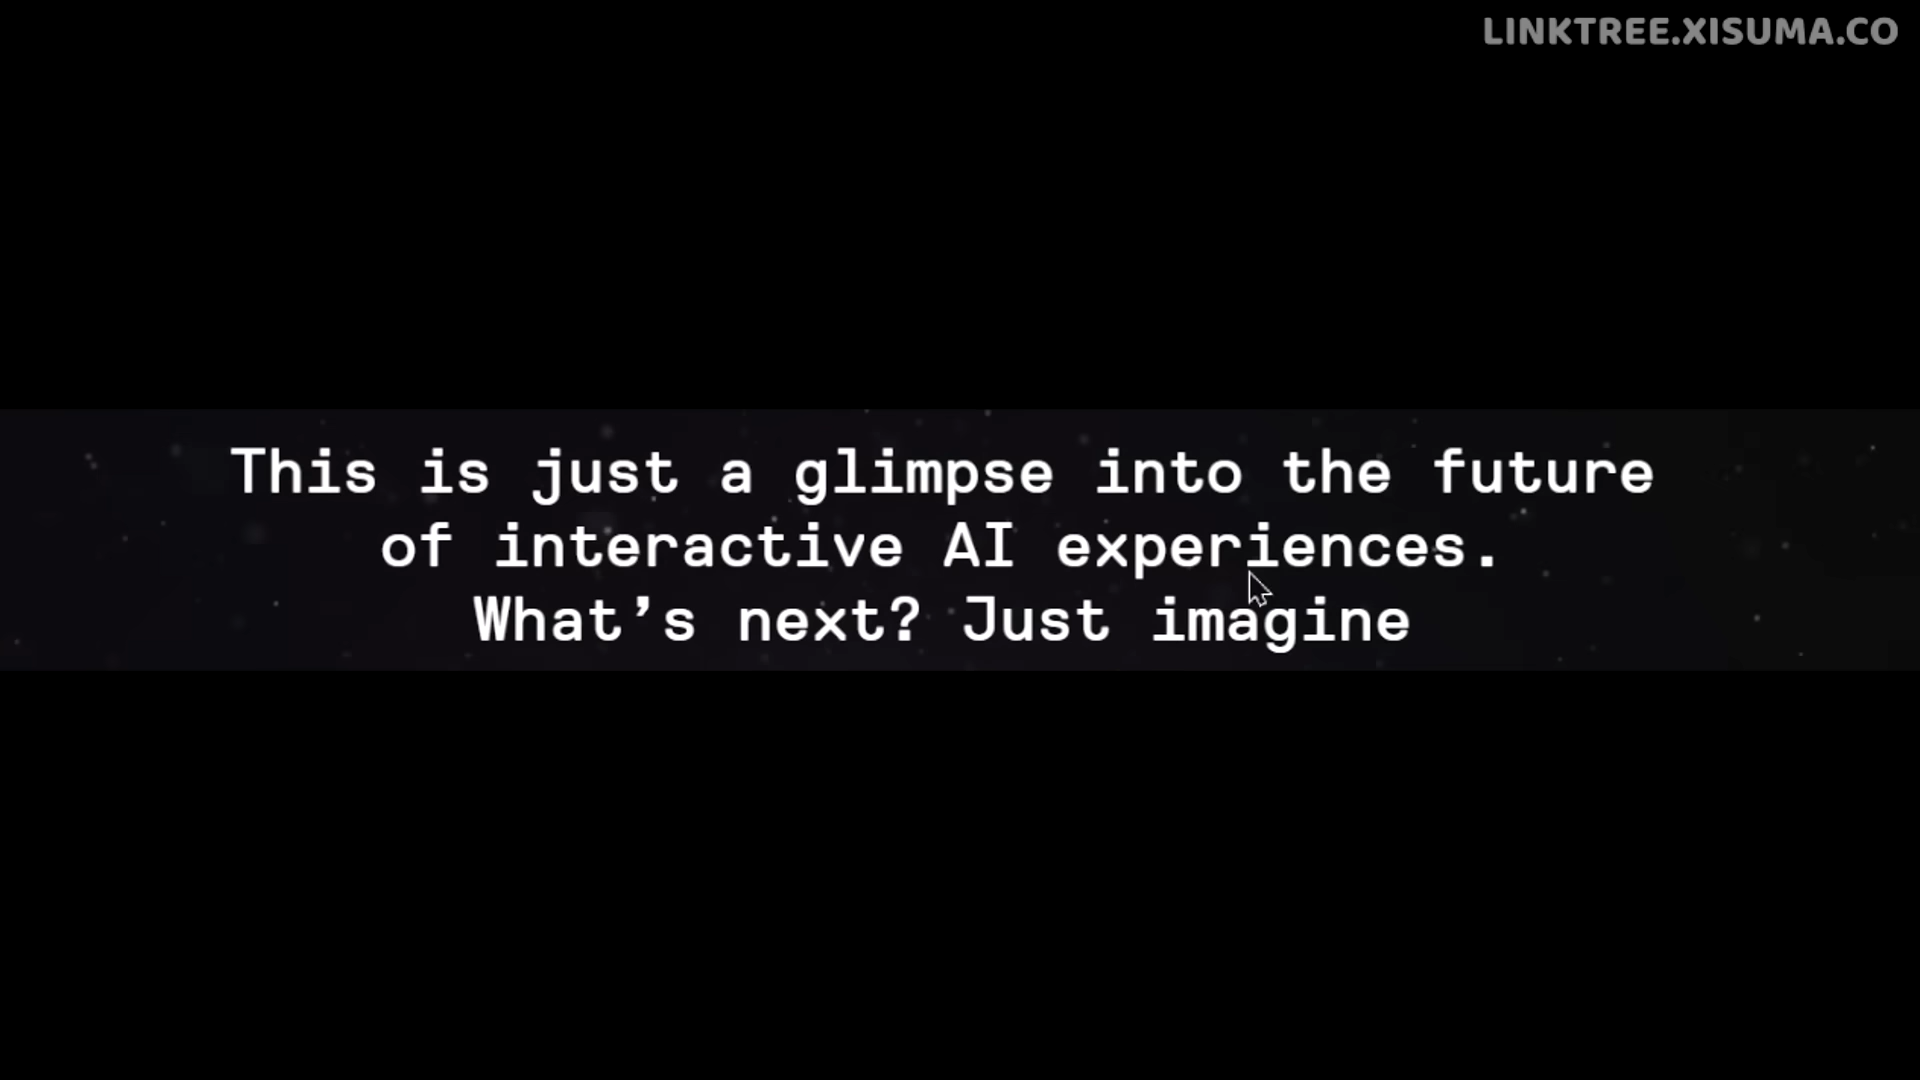 LINKTREE.XISUMA.CO
This is just a glimpse into the future
of interactive AI experiences.
What’s next? Just imagine